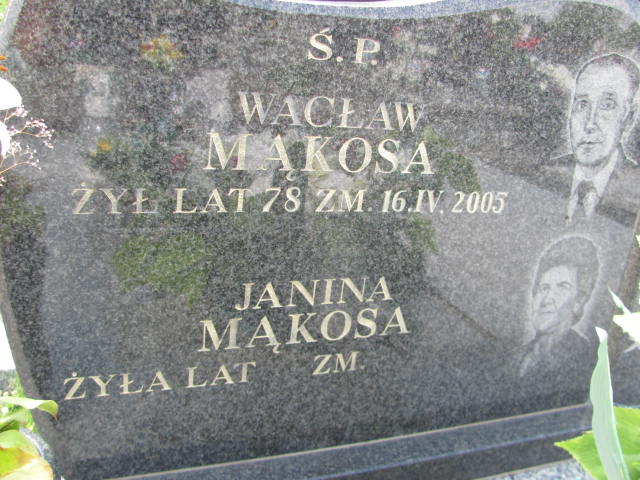 Ś.P.
WACŁAW
MĄKOSA
ŻYŁ LAT 78 ZM. 16.IV. 2005
JANINA
MĄKOSA
ŻYŁA LAT ZM.